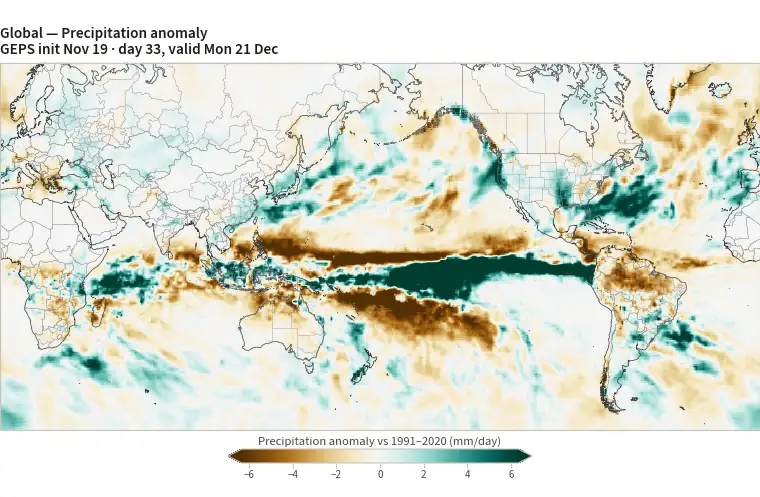 Global — Precipitation anomaly
GEPS init Nov 19 · day 33, valid Mon 21 Dec
Precipitation anomaly vs 1991–2020 (mm/day)
−6 −4 −2 0 2 4 6